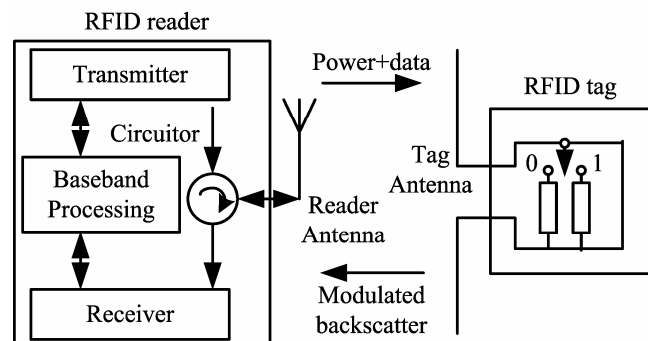 RFID reader
Transmitter
Circuitor
Baseband
Processing
Receiver
Power+data
Reader
Antenna
Modulated
backscatter
RFID tag
Tag
Antenna
0 1